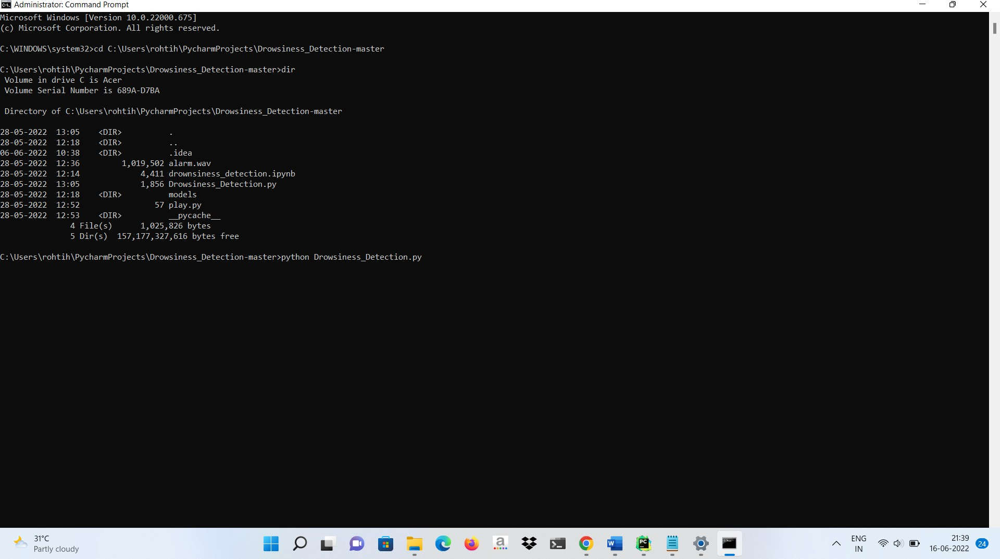 Administrator: Command Prompt
Microsoft Windows [Version 10.0.22000.675]
(c) Microsoft Corporation. All rights reserved.
C:\WINDOWS\system32>cd C:\Users\rohtih\PycharmProjects\Drowsiness_Detection-master
C:\Users\rohtih\PycharmProjects\Drowsiness_Detection-master>dir
Volume in drive C is Acer
Volume Serial Number is 689A-D7BA
Directory of C:\Users\rohtih\PycharmProjects\Drowsiness_Detection-master
28-05-2022  13:05    <DIR>          .
28-05-2022  12:18    <DIR>          ..
06-06-2022  10:38    <DIR>          .idea
28-05-2022  12:36         1,019,502 alarm.wav
28-05-2022  12:14             4,411 drownsiness_detection.ipynb
28-05-2022  13:05             1,856 Drowsiness_Detection.py
28-05-2022  12:18    <DIR>          models
28-05-2022  12:52                57 play.py
28-05-2022  12:53    <DIR>          __pycache__
4 File(s)      1,025,826 bytes
5 Dir(s)  157,177,327,616 bytes free
C:\Users\rohtih\PycharmProjects\Drowsiness_Detection-master>python Drowsiness_Detection.py
31°C
Partly cloudy
ENG
IN
21:39
16-06-2022
24